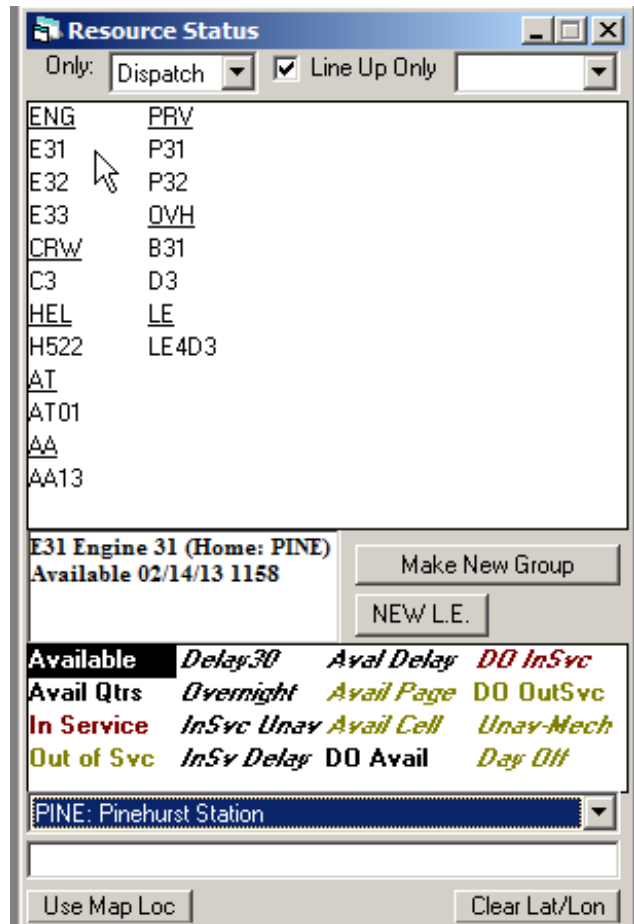 Resource Status
Only: Dispatch Line Up Only
ENG PRV
E31 P31
E32 P32
E33 OVH
CRW B31
C3 D3
HEL LE
H522 LE4D3
AT
AT01
AA
AA13
E31 Engine 31 (Home: PINE)
Available 02/14/13 1158
Make New Group
NEW L.E.
Available Delay30 Aval Delay DO InSvc
Avail Qtrs Overnight Avail Page DO OutSvc
In Service InSvc Unav Avail Cell Unav-Mech
Out of Svc InSv Delay DO Avail Day Off
PINE: Pinehurst Station
Use Map Loc Clear Lat/Lon